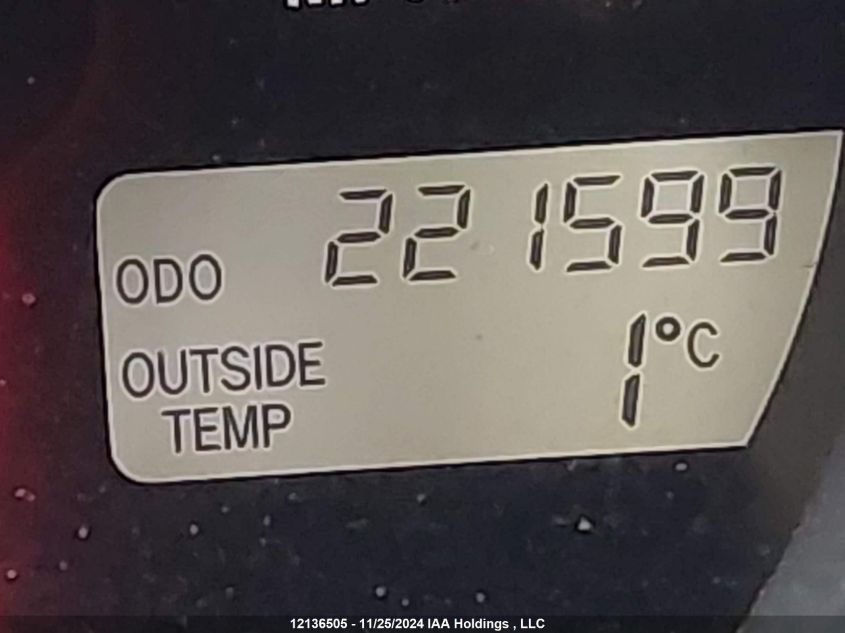 ODO 221599
OUTSIDE 1°C
TEMP
12136505 - 11/25/2024 IAA Holdings , LLC